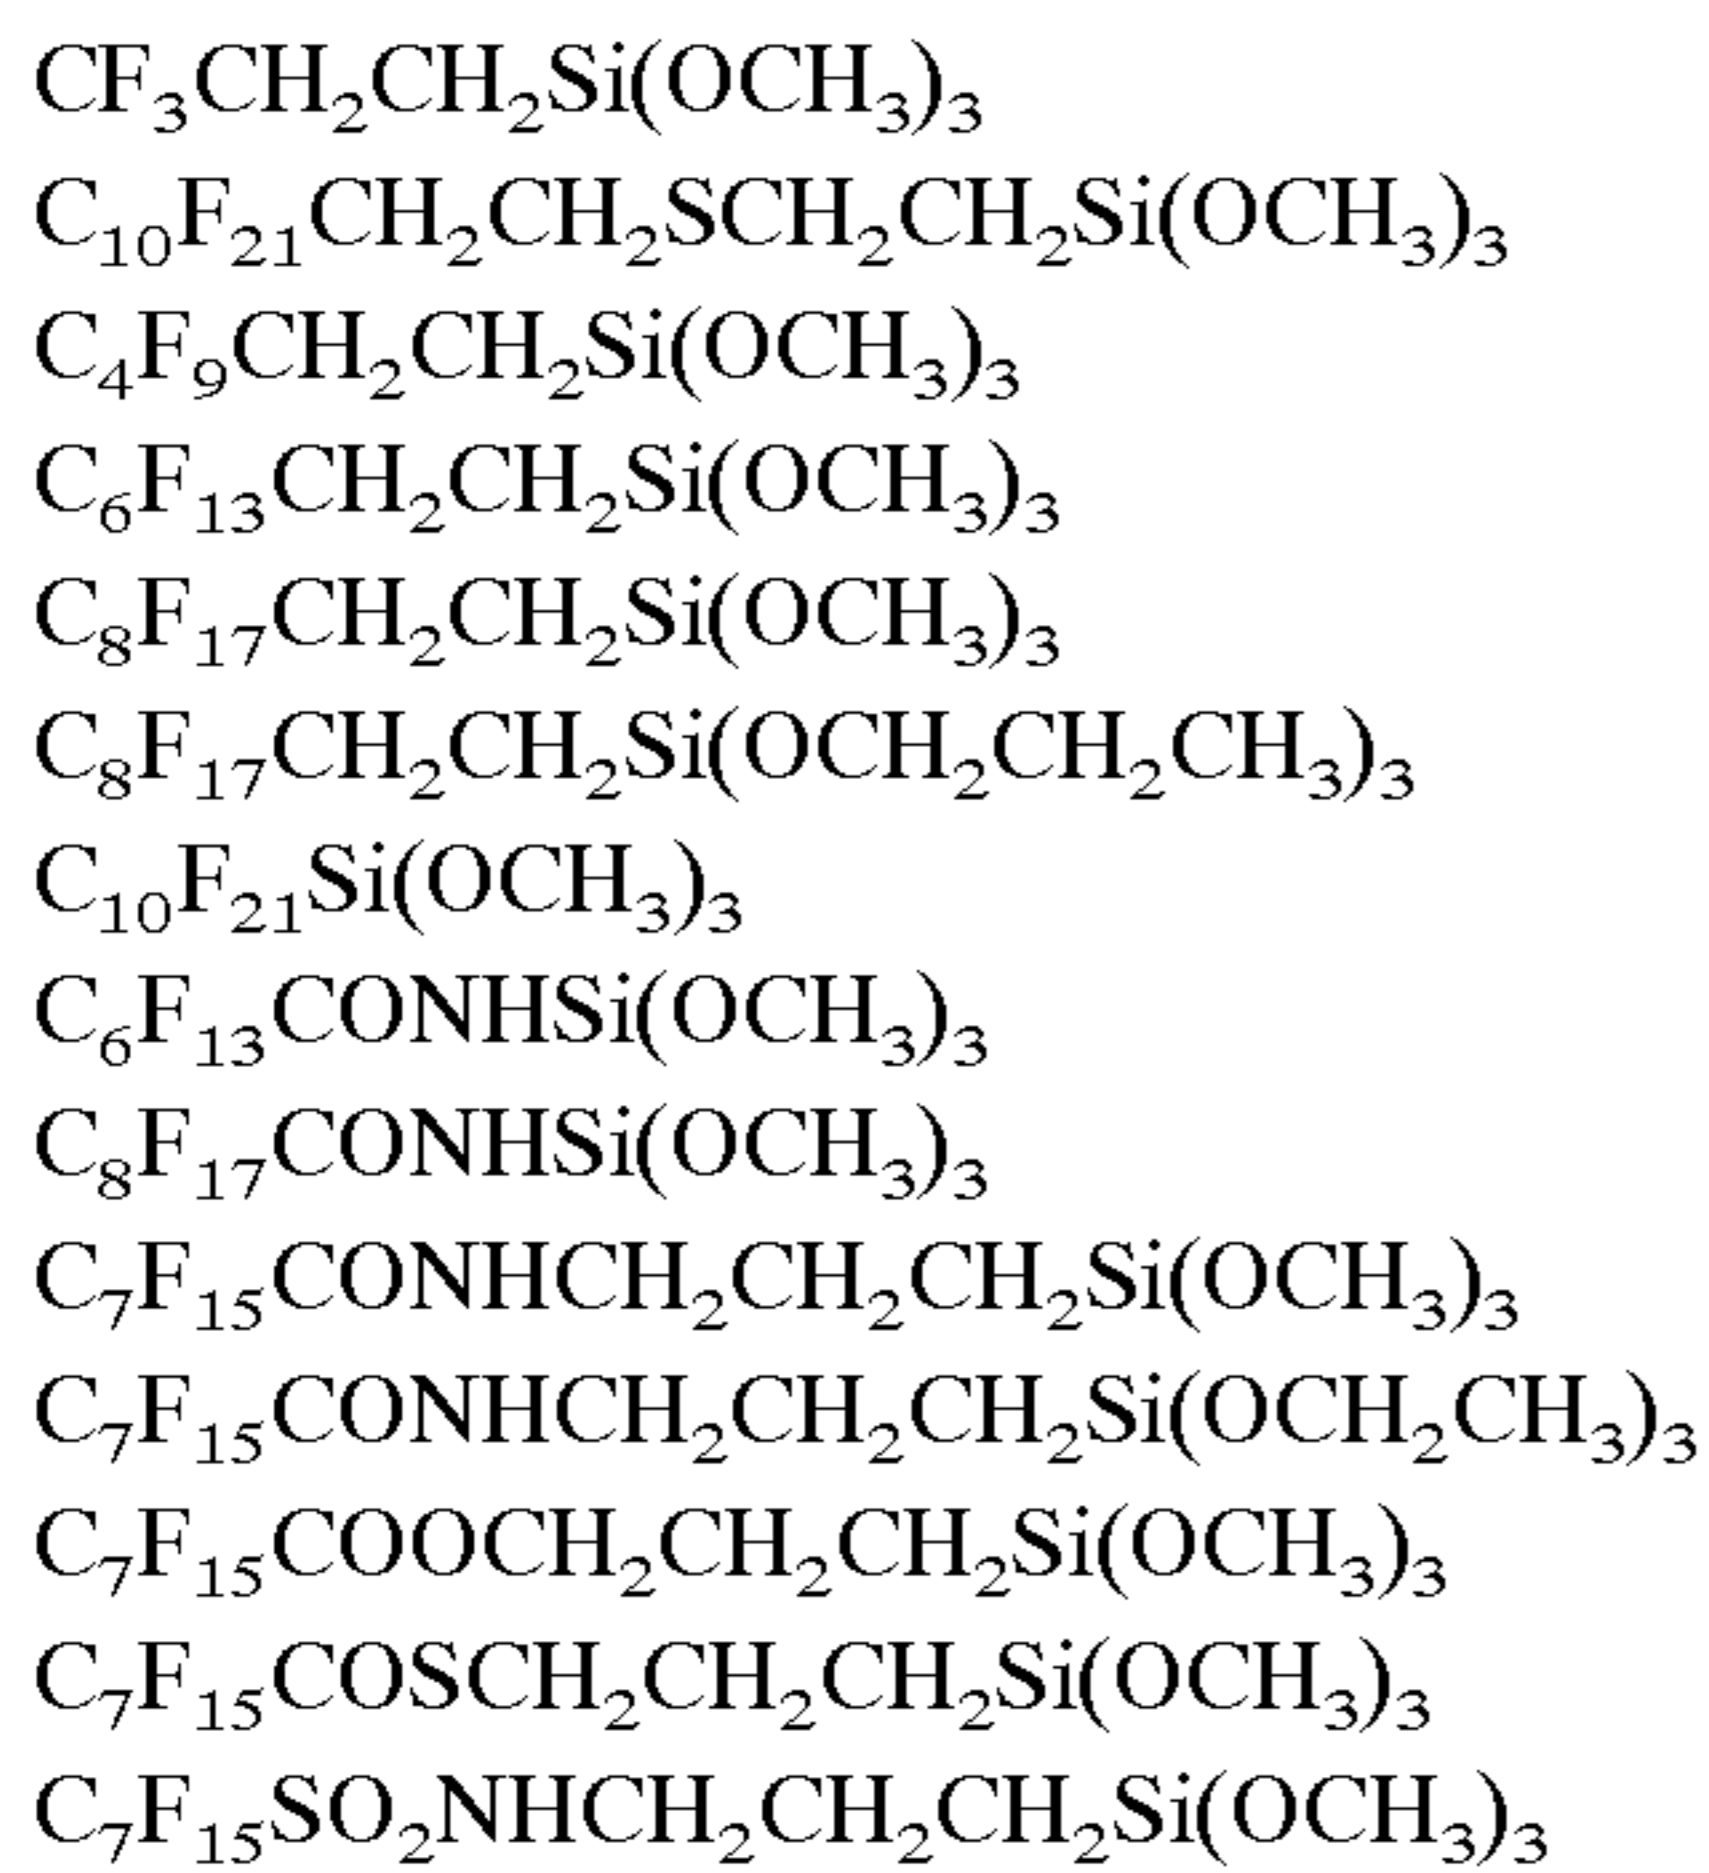 CF₃CH₂CH₂Si(OCH₃)₃
C₁₀F₂₁CH₂CH₂SCH₂CH₂Si(OCH₃)₃
C₄F₉CH₂CH₂Si(OCH₃)₃
C₆F₁₃CH₂CH₂Si(OCH₃)₃
C₈F₁₇CH₂CH₂Si(OCH₃)₃
C₈F₁₇CH₂CH₂Si(OCH₂CH₂CH₃)₃
C₁₀F₂₁Si(OCH₃)₃
C₆F₁₃CONHSi(OCH₃)₃
C₈F₁₇CONHSi(OCH₃)₃
C₇F₁₅CONHCH₂CH₂CH₂Si(OCH₃)₃
C₇F₁₅CONHCH₂CH₂CH₂Si(OCH₂CH₃)₃
C₇F₁₅COOCH₂CH₂CH₂Si(OCH₃)₃
C₇F₁₅COSCH₂CH₂CH₂Si(OCH₃)₃
C₇F₁₅SO₂NHCH₂CH₂CH₂Si(OCH₃)₃